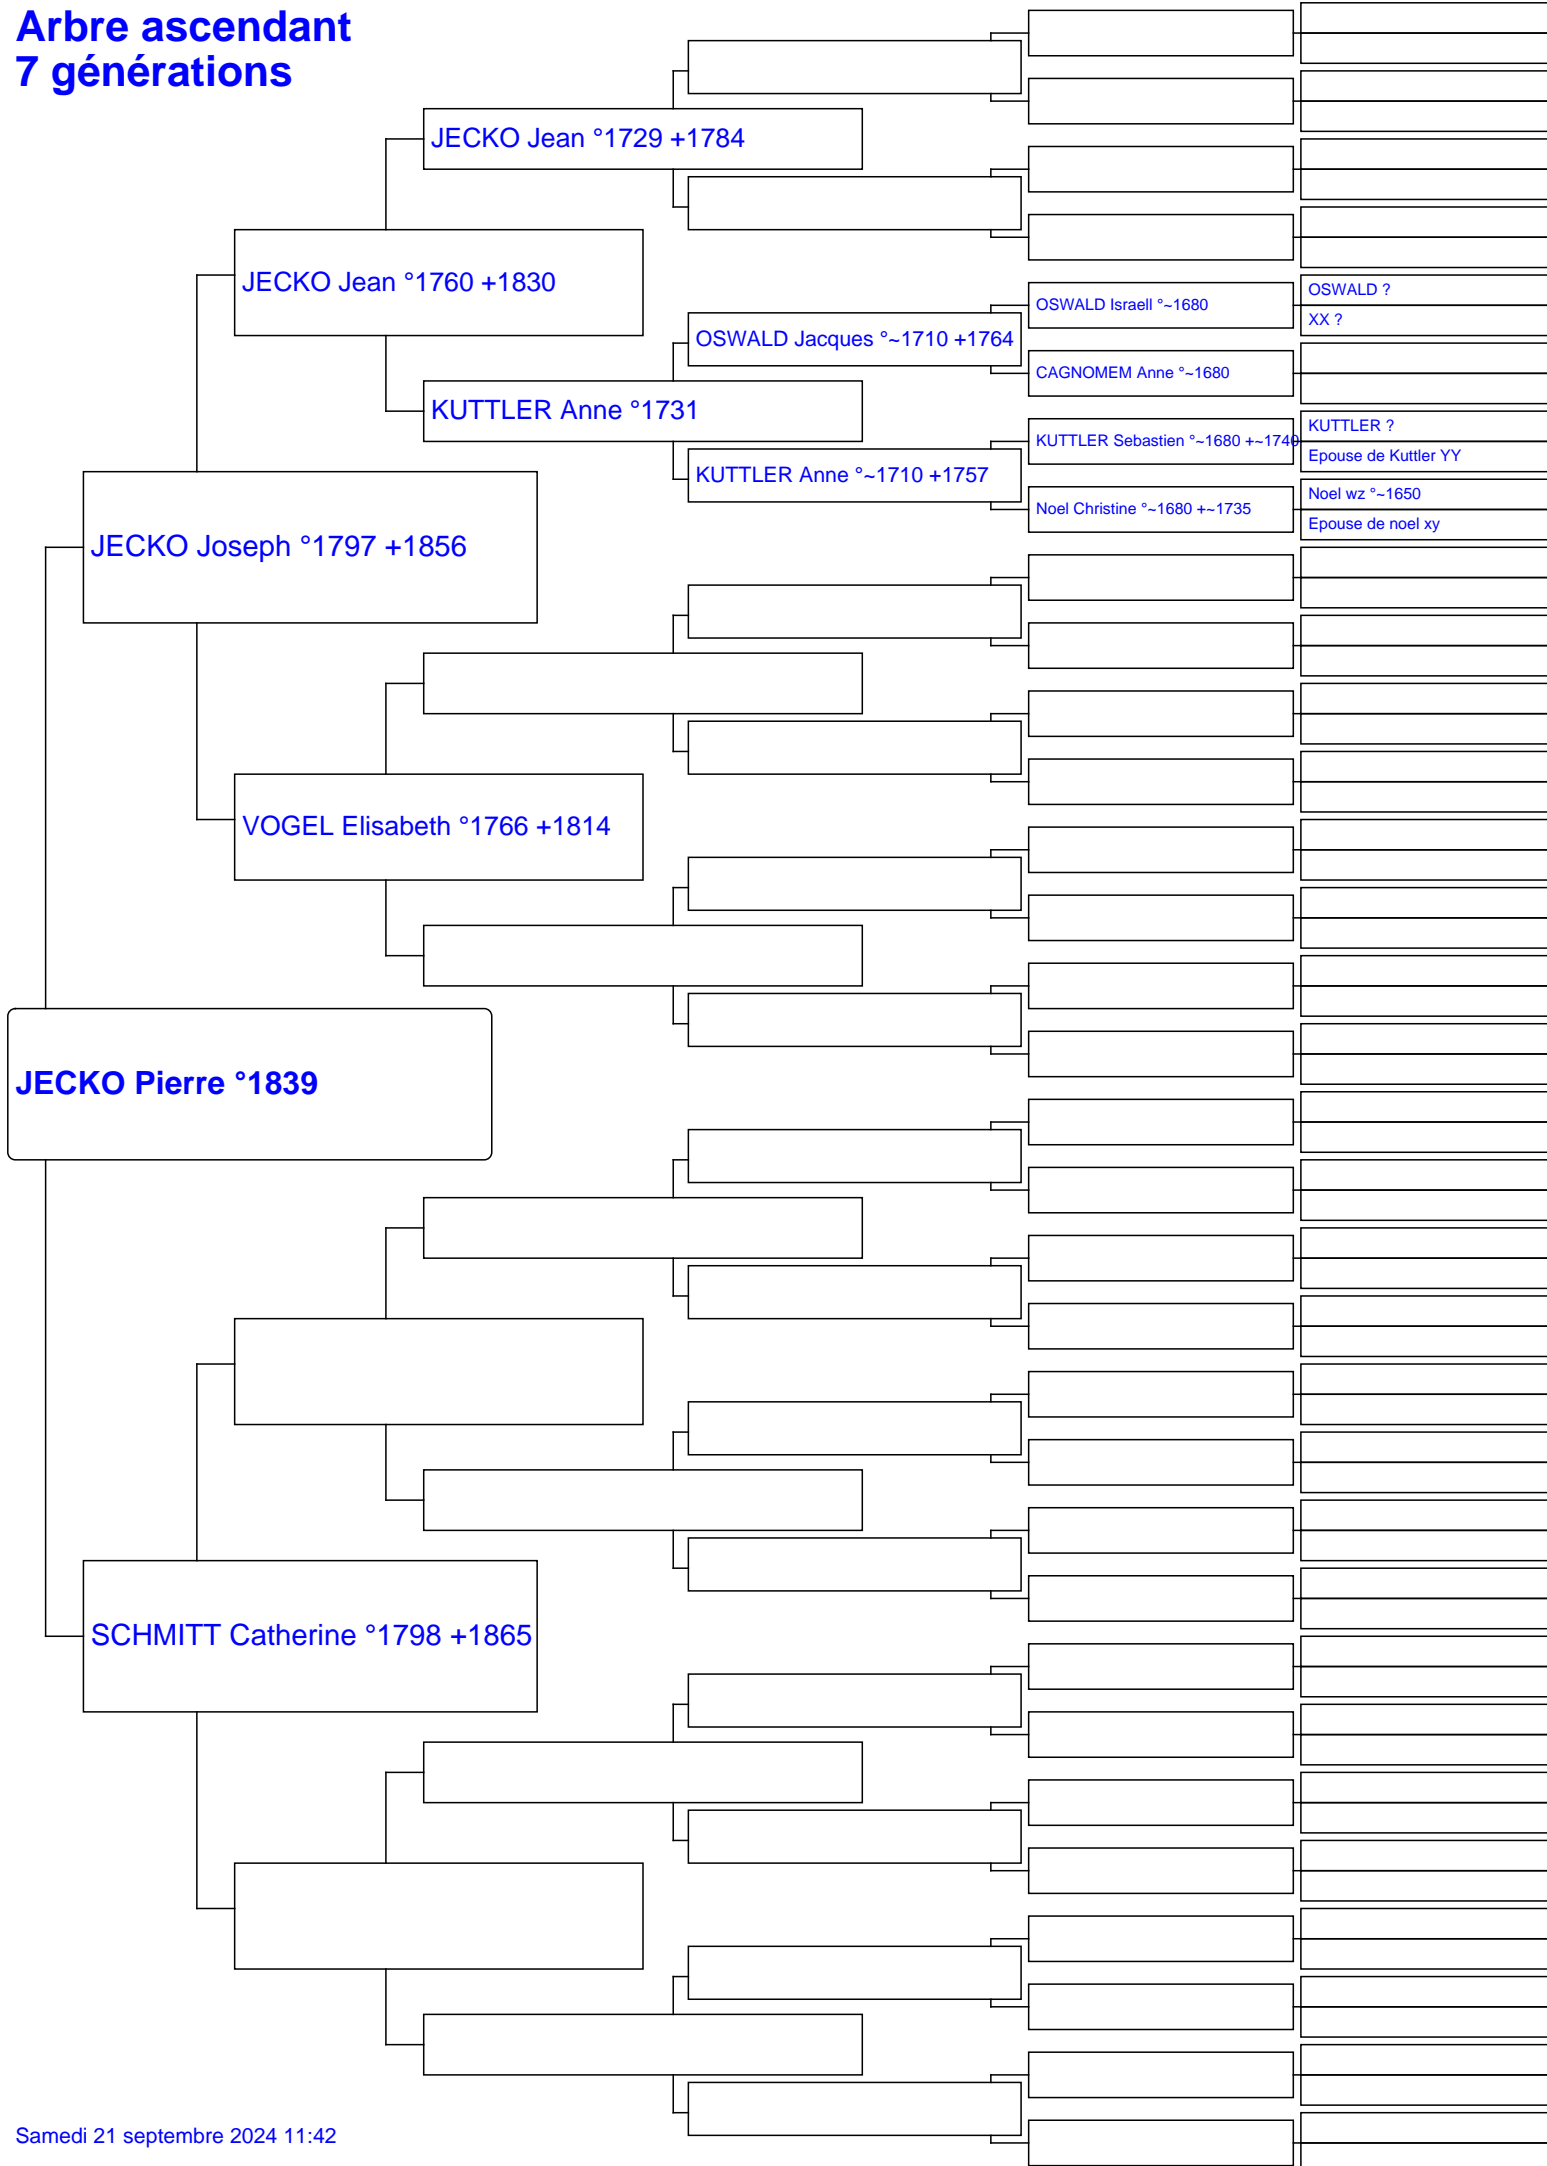 Arbre ascendant
7 générations
JECKO Jean °1729 +1784
JECKO Jean °1760 +1830
OSWALD Israell °~1680
OSWALD ?
XX ?
OSWALD Jacques °~1710 +1764
CAGNOMEM Anne °~1680
KUTTLER Anne °1731
KUTTLER Sebastien °~1680 +~1740
KUTTLER ?
Epouse de Kuttler YY
KUTTLER Anne °~1710 +1757
Noel Christine °~1680 +~1735
Noel wz °~1650
Epouse de noel xy
JECKO Joseph °1797 +1856
VOGEL Elisabeth °1766 +1814
JECKO Pierre °1839
SCHMITT Catherine °1798 +1865
Samedi 21 septembre 2024 11:42